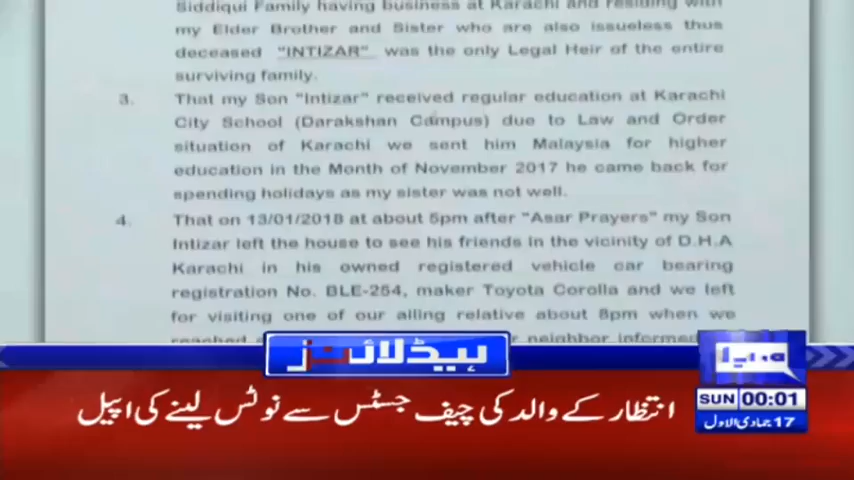 Siddiqui Family having business at Karachi and residing with
my Elder Brother and Sister who are also issueless thus
deceased "INTIZAR" was the only Legal Heir of the entire
surviving family.
3. That my Son "Intizar" received regular education at Karachi
City School (Darakshan Campus) due to Law and Order
situation of Karachi we sent him Malaysia for higher
education in the Month of November 2017 he came back for
spending holidays as my sister was not well.
4. That on 13/01/2018 at about 5pm after "Asar Prayers" my Son
Intizar left the house to see his friends in the vicinity of D.H.A
Karachi in his owned registered vehicle car bearing
registration No. BLE-254, maker Toyota Corolla and we left
for visiting one of our ailing relative about 8pm when we
reached neighbor informed
ہیڈلائنز
دنیا
انتظار کے والد کی چیف جسٹس سے نوٹس لینے کی اپیل
SUN 00:01
17 جمادی الاول